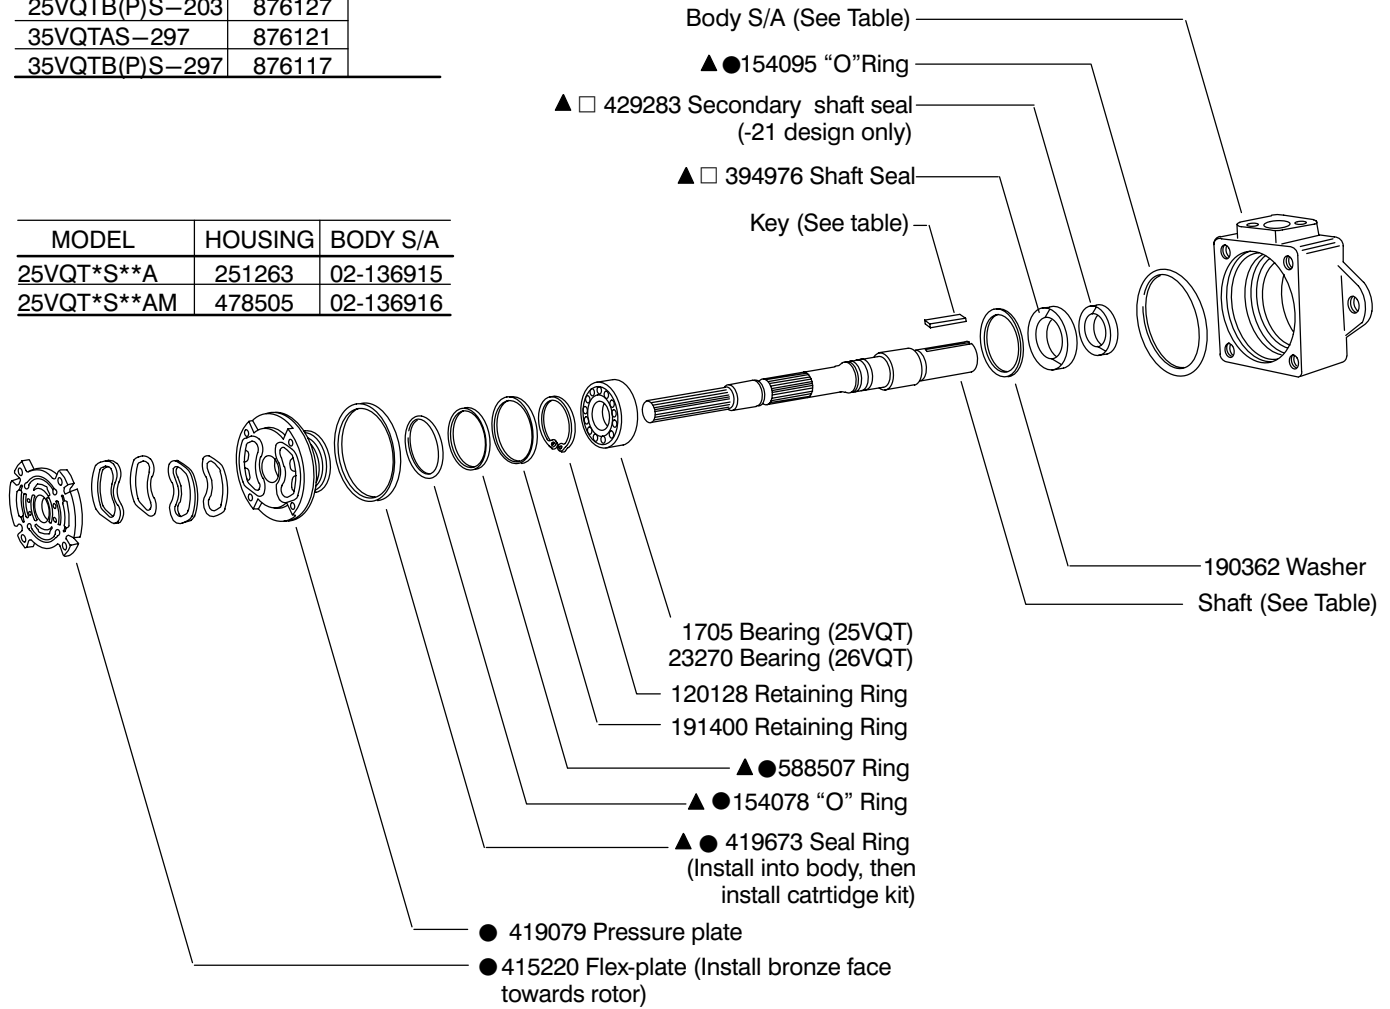 25VQTB(P)S–203 876127
35VQTAS–297 876121
35VQTB(P)S–297 876117
MODEL HOUSING BODY S/A
25VQT*S**A 251263 02-136915
25VQT*S**AM 478505 02-136916
Body S/A (See Table)
▲ ●154095 “O”Ring
▲ □ 429283 Secondary shaft seal
(-21 design only)
▲ □ 394976 Shaft Seal
Key (See table)
190362 Washer
Shaft (See Table)
1705 Bearing (25VQT)
23270 Bearing (26VQT)
120128 Retaining Ring
191400 Retaining Ring
▲ ●588507 Ring
▲ ●154078 “O” Ring
▲ ● 419673 Seal Ring
(Install into body, then
install catrtidge kit)
● 419079 Pressure plate
● 415220 Flex-plate (Install bronze face
towards rotor)